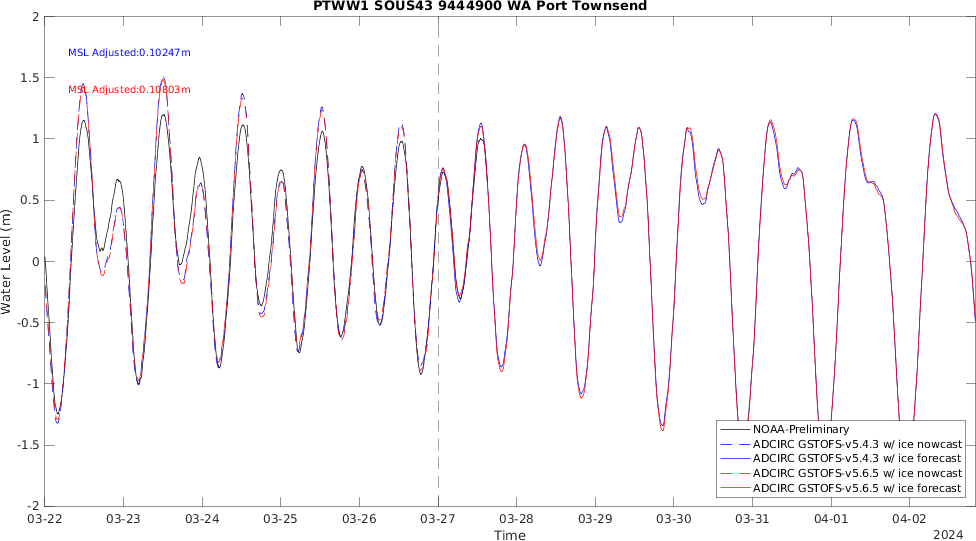 PTWW1 SOUS43 9444900 WA Port Townsend
2
1.5
1
0.5
0
-0.5
-1
-1.5
-2
Water Level (m)
MSL Adjusted:0.10247m
MSL Adjusted:0.10803m
NOAA-Preliminary
ADCIRC GSTOFS-v5.4.3 w/ ice nowcast
ADCIRC GSTOFS-v5.4.3 w/ ice forecast
ADCIRC GSTOFS-v5.6.5 w/ ice nowcast
ADCIRC GSTOFS-v5.6.5 w/ ice forecast
03-22 03-23 03-24 03-25 03-26 03-27 03-28 03-29 03-30 03-31 04-01 04-02
Time
2024